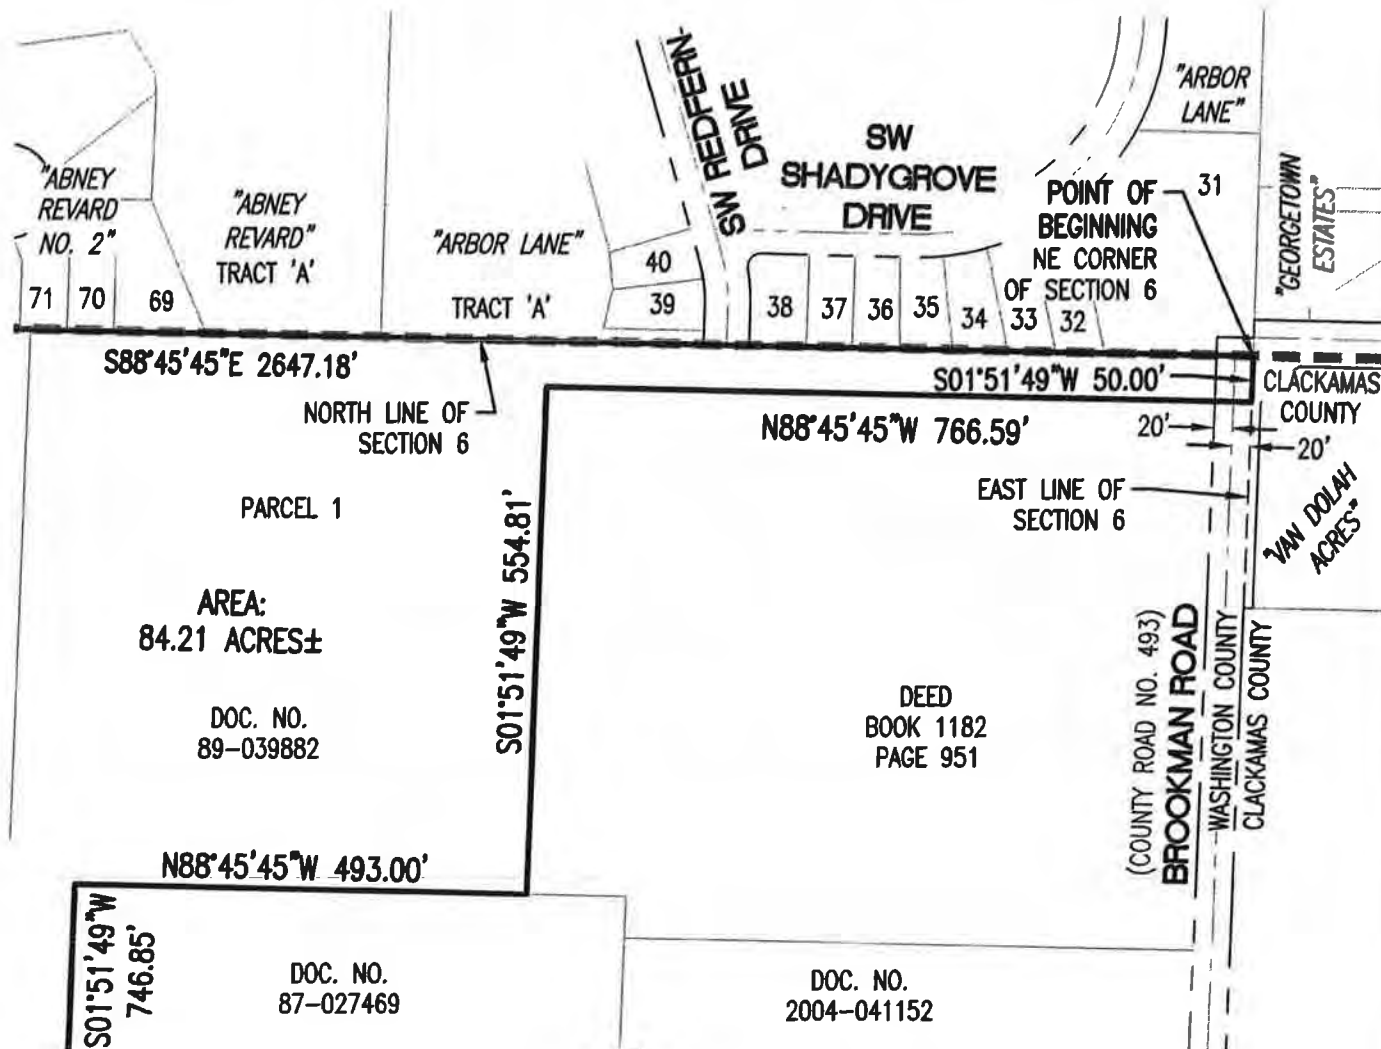 "ABNEY
REVARD
NO. 2"
"ABNEY
REVARD"
TRACT 'A'
"ARBOR LANE"
TRACT 'A'
SW REDFERN
DRIVE
SW
SHADYGROVE
DRIVE
"ARBOR
LANE"
31
"GEORGETOWN
ESTATES"
POINT OF
BEGINNING
NE CORNER
OF SECTION 6
71
70
69
40
39
38
37
36
35
34
33
32
S88°45'45"E 2647.18'
NORTH LINE OF
SECTION 6
S01°51'49"W 50.00'
N88°45'45"W 766.59'
CLACKAMAS
COUNTY
20'
20'
EAST LINE OF
SECTION 6
"VAN DOLAH
ACRES"
PARCEL 1
AREA:
84.21 ACRES±
DOC. NO.
89-039882
S01°51'49"W 554.81'
DEED
BOOK 1182
PAGE 951
(COUNTY ROAD NO. 493)
BROOKMAN ROAD
WASHINGTON COUNTY
CLACKAMAS COUNTY
N88°45'45"W 493.00'
S01°51'49"W
746.85'
DOC. NO.
87-027469
DOC. NO.
2004-041152